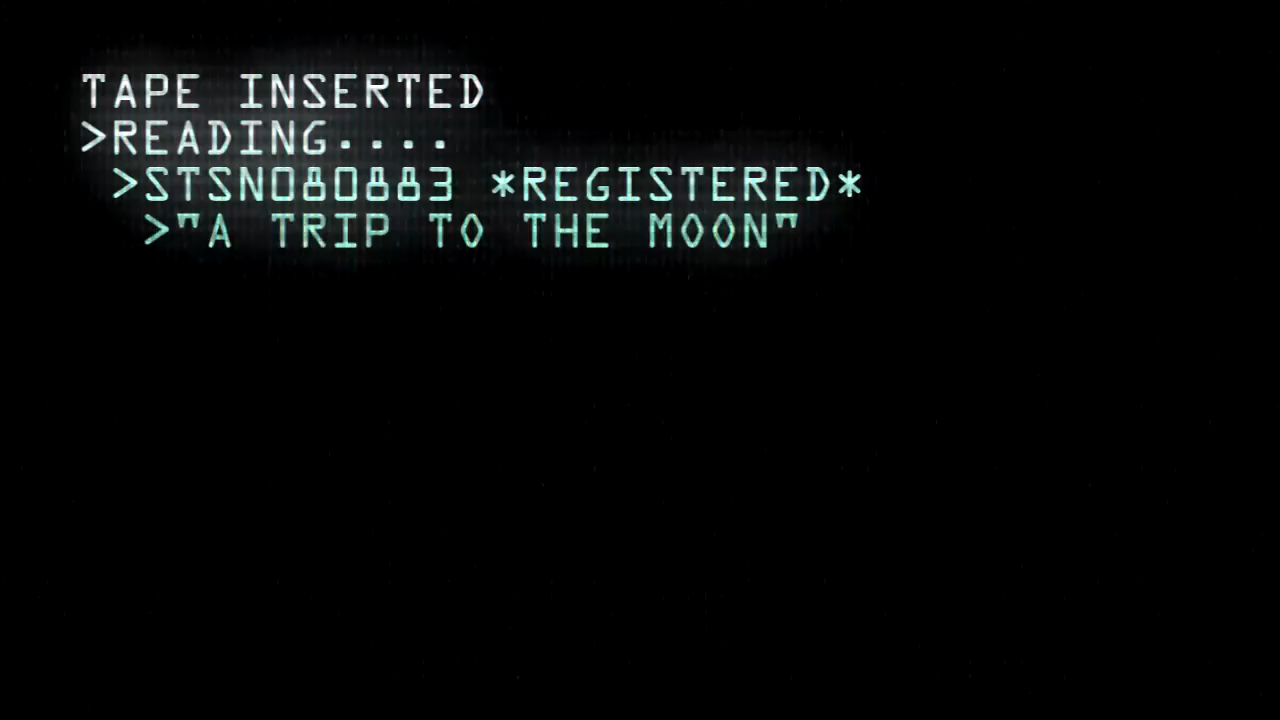 TAPE INSERTED
>READING....
>STSN080883 *REGISTERED*
>"A TRIP TO THE MOON"